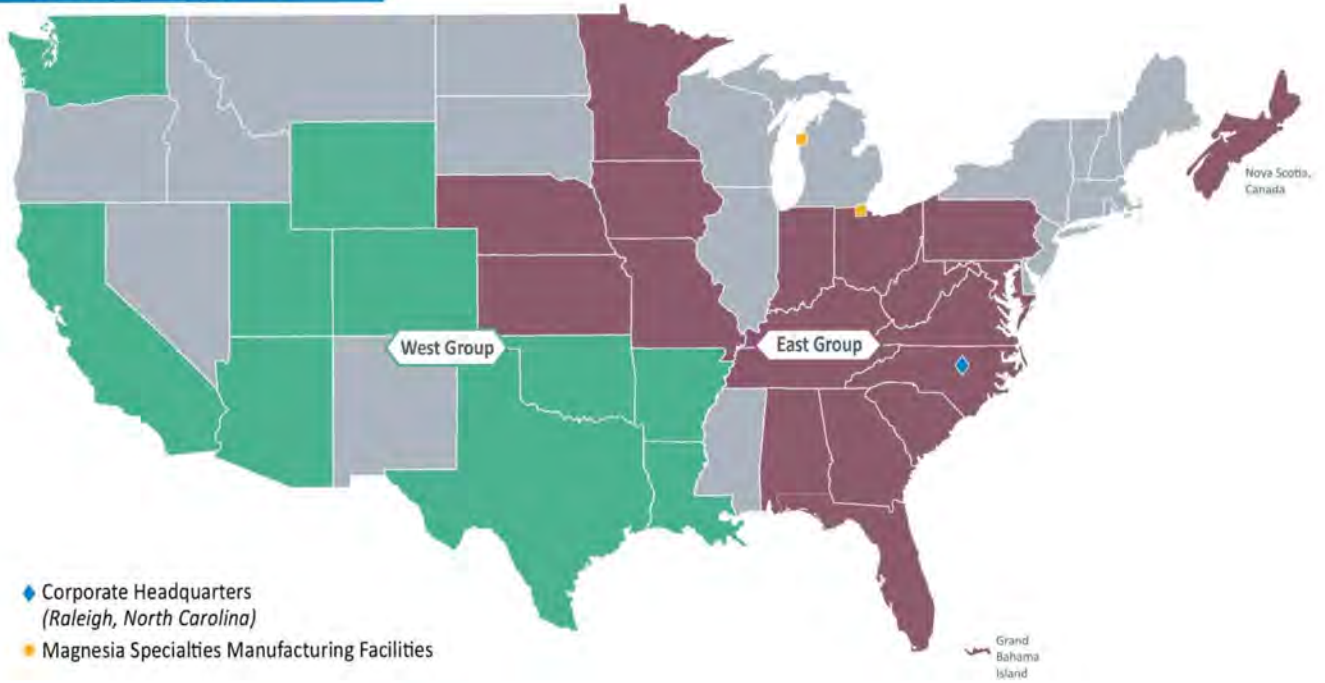 West Group
East Group
Nova Scotia,
Canada
Corporate Headquarters
(Raleigh, North Carolina)
Magnesia Specialties Manufacturing Facilities
Grand
Bahama
Island